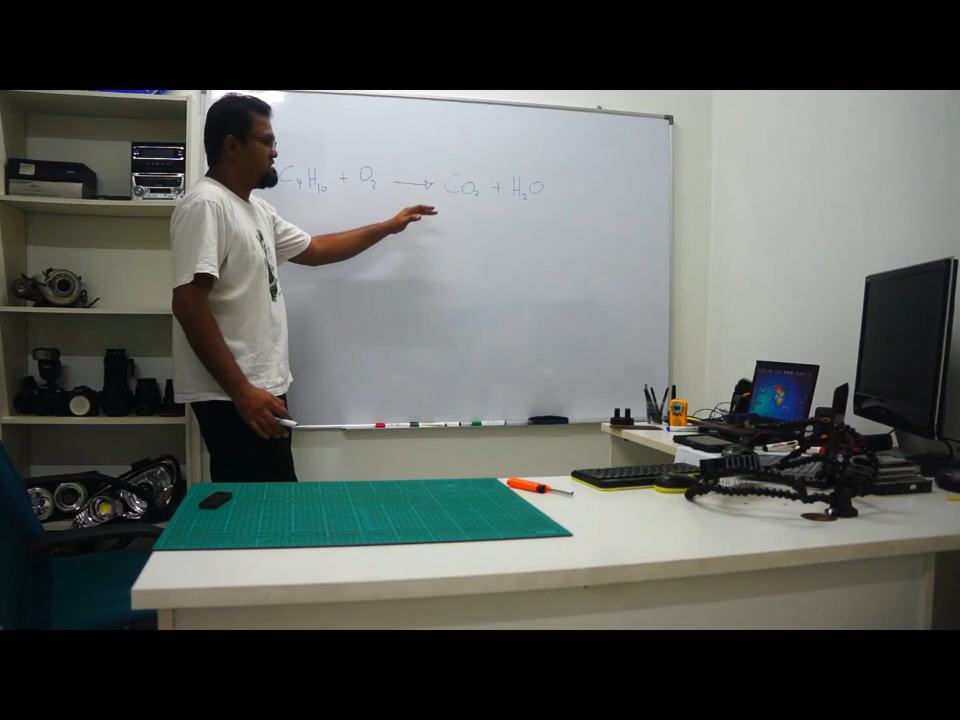 C₄H₁₀ + O₂ → CO₂ + H₂O